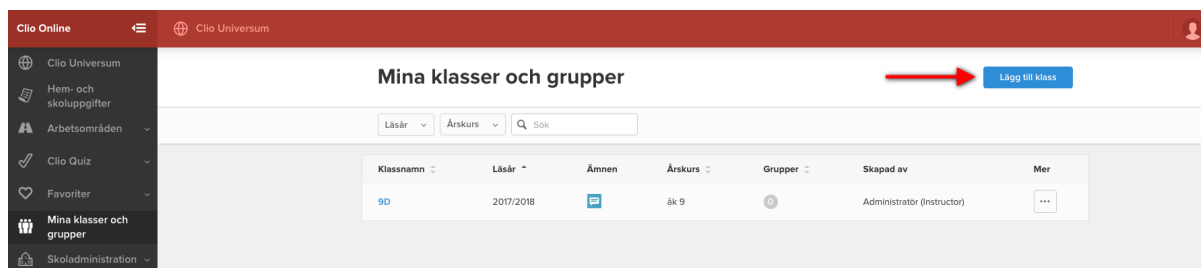 Clio Online
Clio Universum
Clio Universum
Hem- och
skoluppgifter
Arbetsområden
Clio Quiz
Favoriter
Mina klasser och
grupper
Skoladministration
Mina klasser och grupper
Lägg till klass
Läsår Årskurs Sök
Klassnamn Läsår Ämnen Årskurs Grupper Skapad av Mer
9D 2017/2018 åk 9 0 Administratör (Instructor) ...